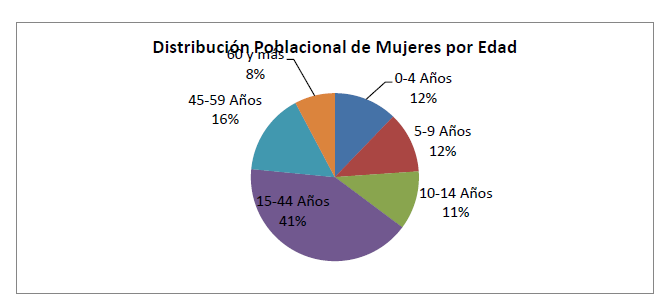 Distribución Poblacional de Mujeres por Edad
60 y más
8%
0-4 Años
12%
45-59 Años
16%
5-9 Años
12%
10-14 Años
11%
15-44 Años
41%